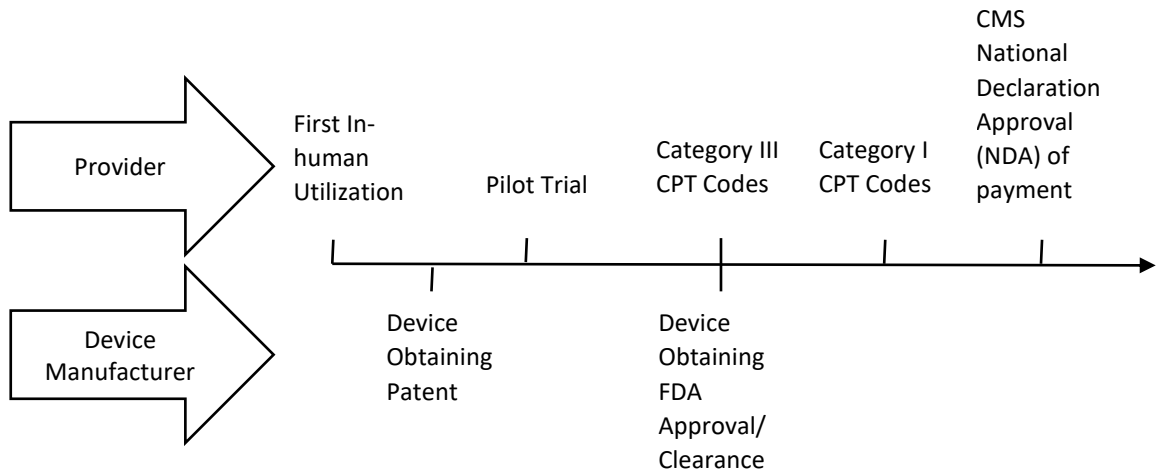 Provider
First In-
human
Utilization
Pilot Trial
Category III
CPT Codes
Category I
CPT Codes
CMS
National
Declaration
Approval
(NDA) of
payment
Device
Manufacturer
Device
Obtaining
Patent
Device
Obtaining
FDA
Approval/
Clearance